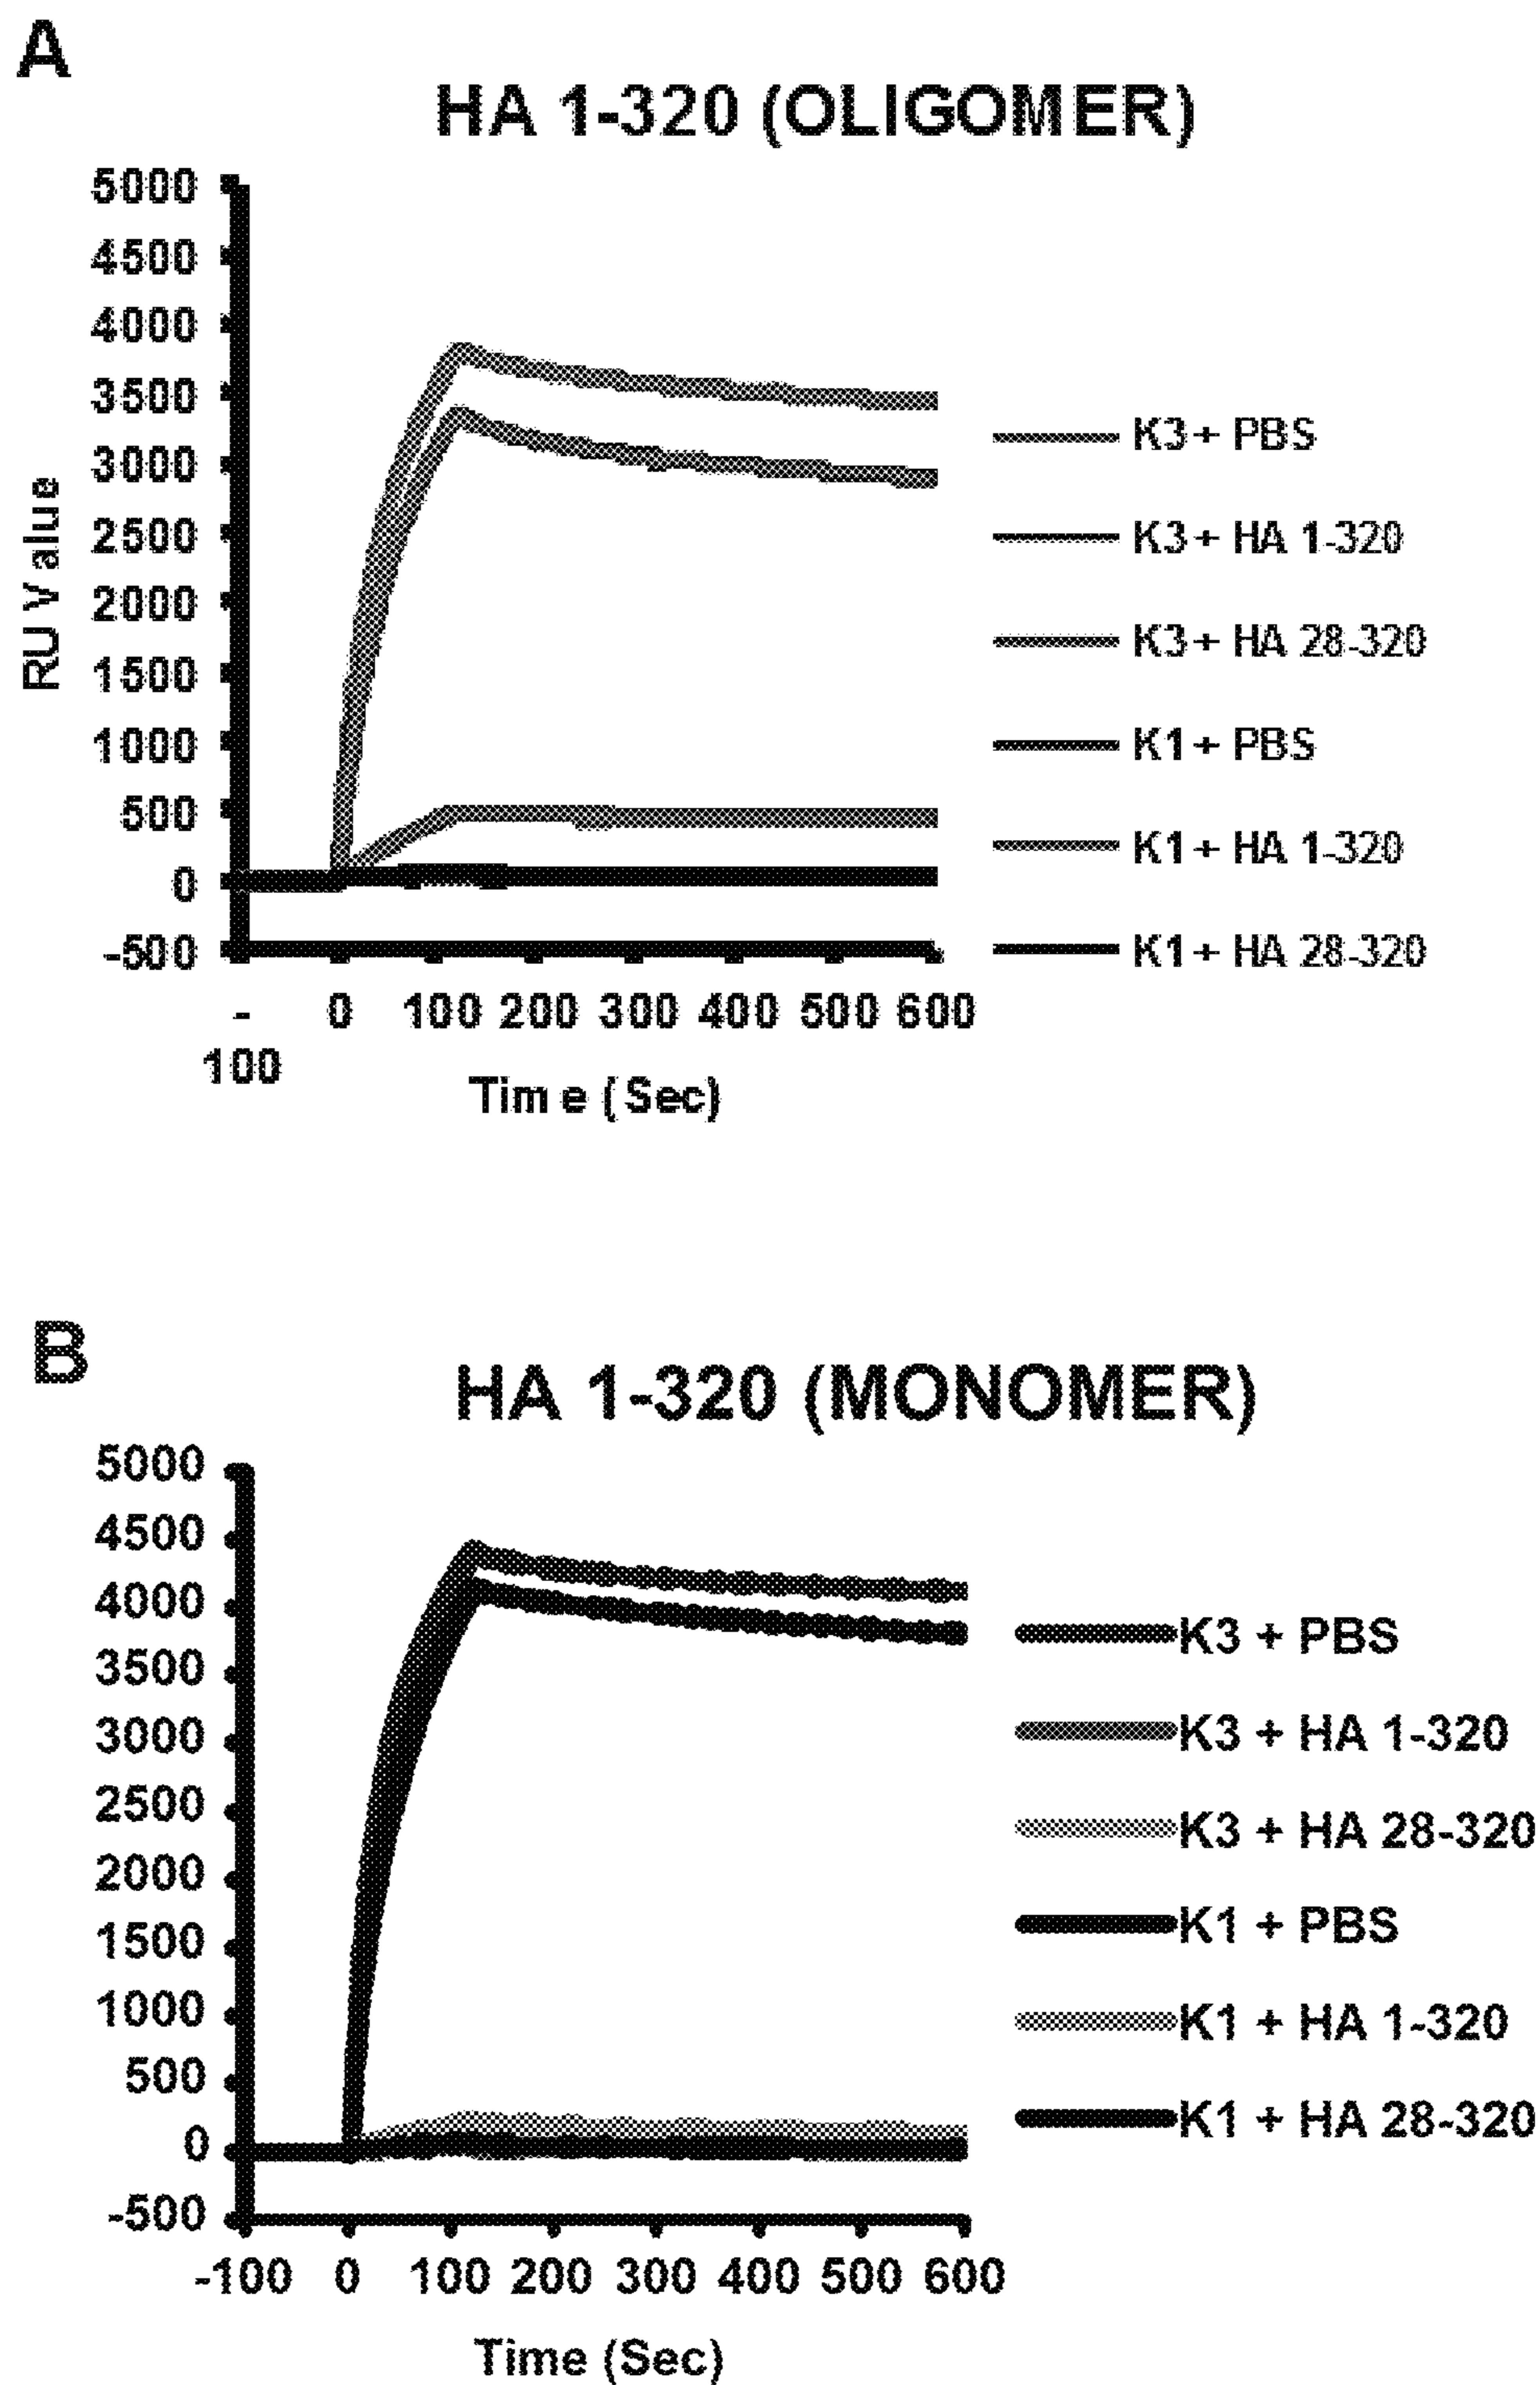 A
HA 1-320 (OLIGOMER)
5000
4500
4000
3500
3000
2500
2000
1500
1000
500
0
-500
RU Value
-100
0 100 200 300 400 500 600
Time (Sec)
K3 + PBS
K3 + HA 1-320
K3 + HA 28-320
K1 + PBS
K1 + HA 1-320
K1 + HA 28-320
B
HA 1-320 (MONOMER)
5000
4500
4000
3500
3000
2500
2000
1500
1000
500
0
-500
-100 0 100 200 300 400 500 600
Time (Sec)
K3 + PBS
K3 + HA 1-320
K3 + HA 28-320
K1 + PBS
K1 + HA 1-320
K1 + HA 28-320